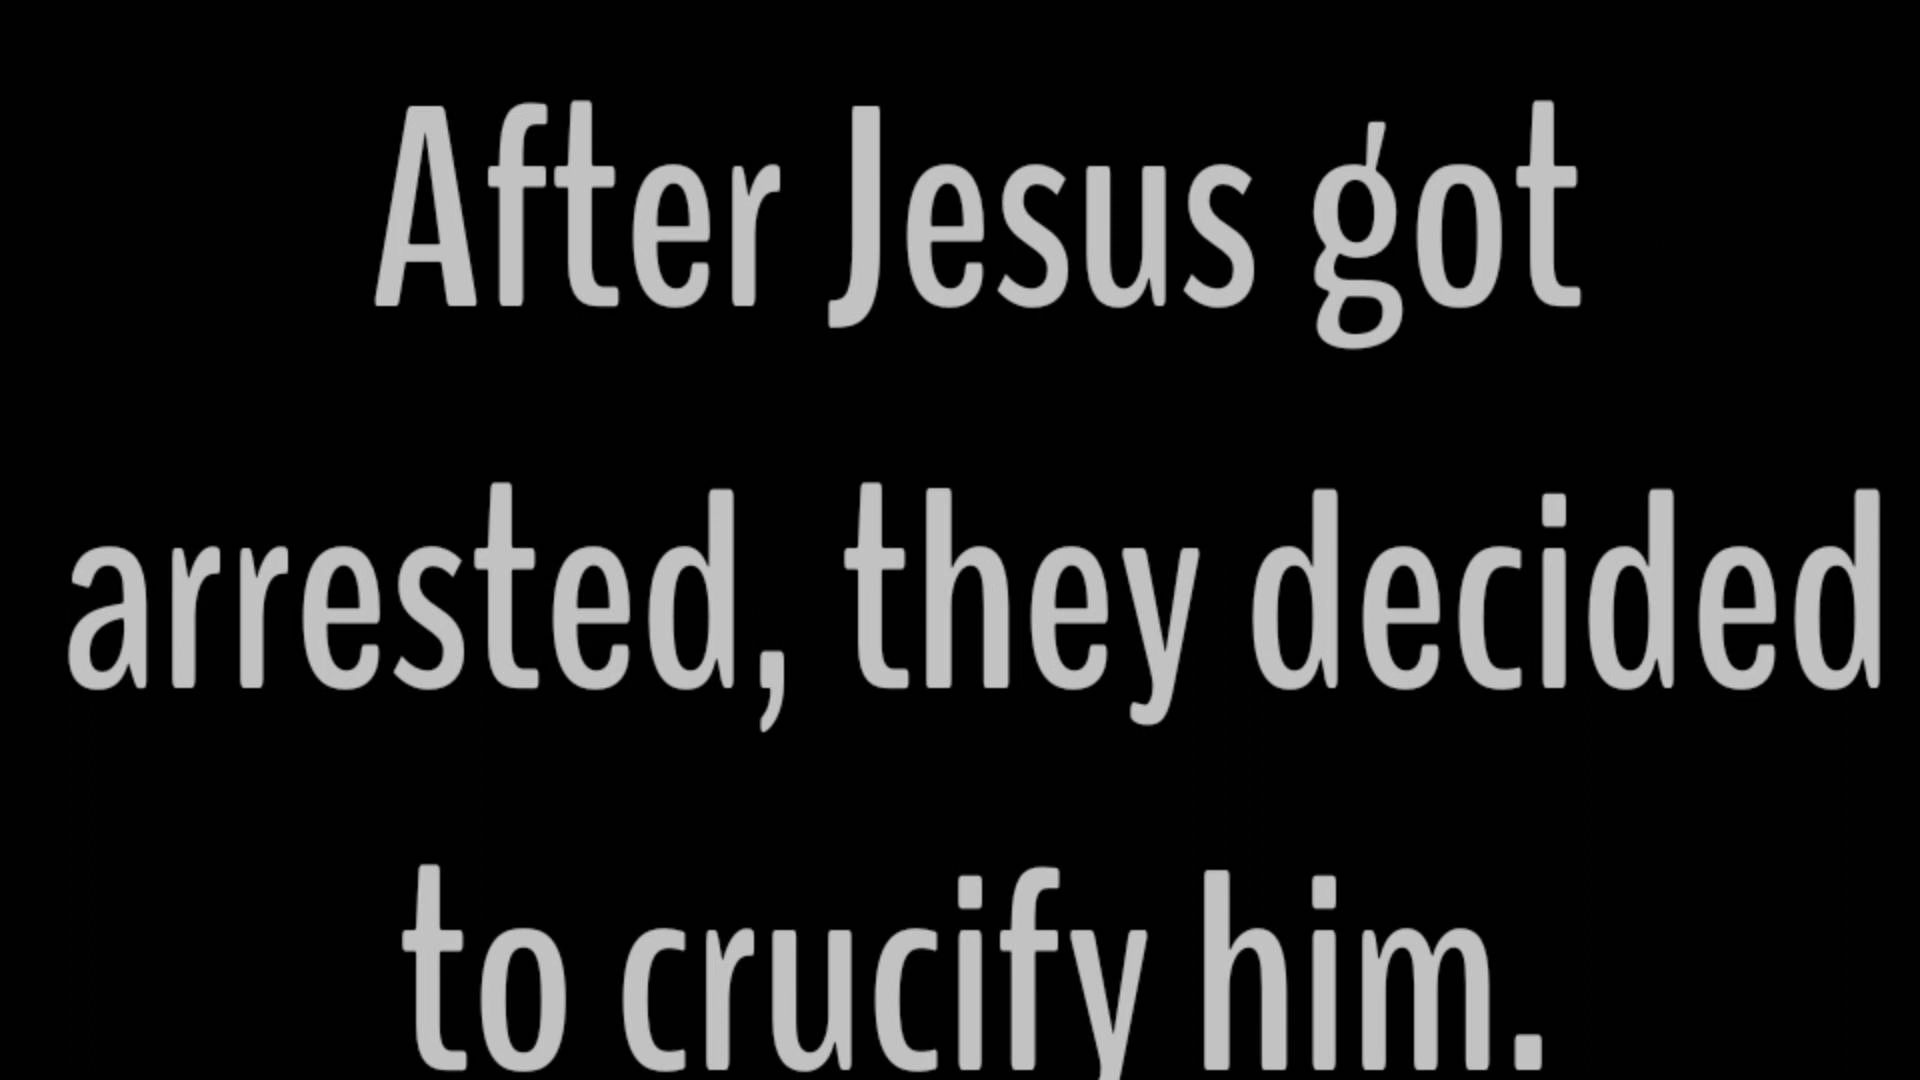 After Jesus got
arrested, they decided
to crucify him.